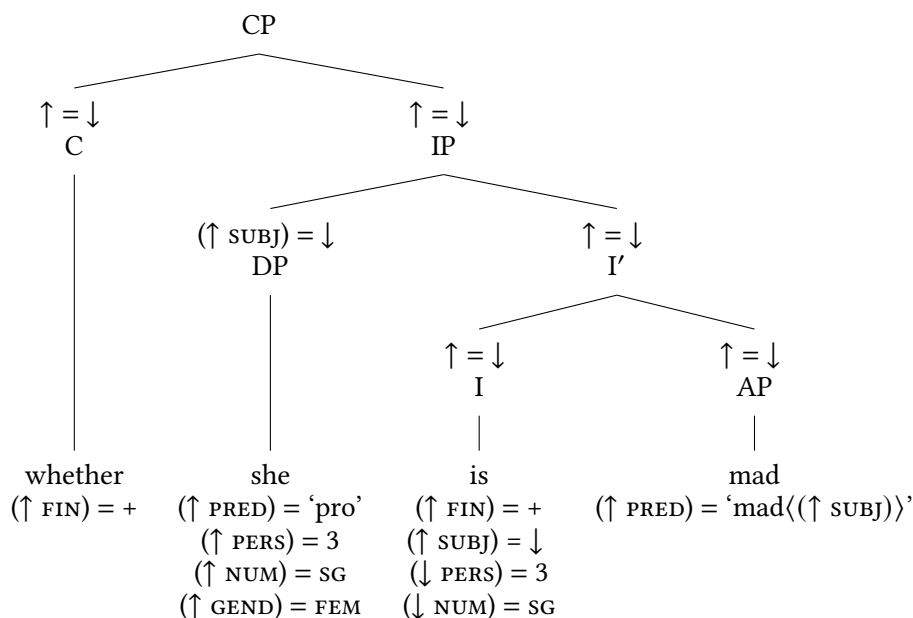 CP
↑ = ↓ ↑ = ↓
C IP
(↑ SUBJ) = ↓ ↑ = ↓
DP I′
↑ = ↓ ↑ = ↓
I AP
whether she is mad
(↑ FIN) = + (↑ PRED) = ‘pro’ (↑ FIN) = + (↑ PRED) = ‘mad⟨(↑ SUBJ)⟩’
(↑ PERS) = 3 (↑ SUBJ) = ↓
(↑ NUM) = SG (↓ PERS) = 3
(↑ GEND) = FEM (↓ NUM) = SG